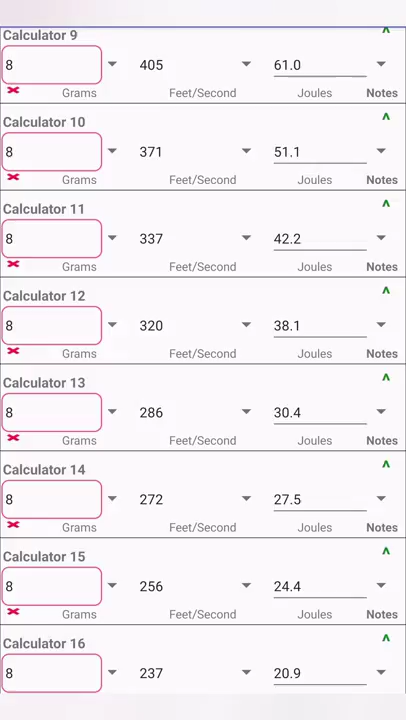 Calculator 9
^
8 405 61.0
Grams Feet/Second Joules Notes
Calculator 10
^
8 371 51.1
Grams Feet/Second Joules Notes
Calculator 11
^
8 337 42.2
Grams Feet/Second Joules Notes
Calculator 12
^
8 320 38.1
Grams Feet/Second Joules Notes
Calculator 13
^
8 286 30.4
Grams Feet/Second Joules Notes
Calculator 14
^
8 272 27.5
Grams Feet/Second Joules Notes
Calculator 15
^
8 256 24.4
Grams Feet/Second Joules Notes
Calculator 16
^
8 237 20.9